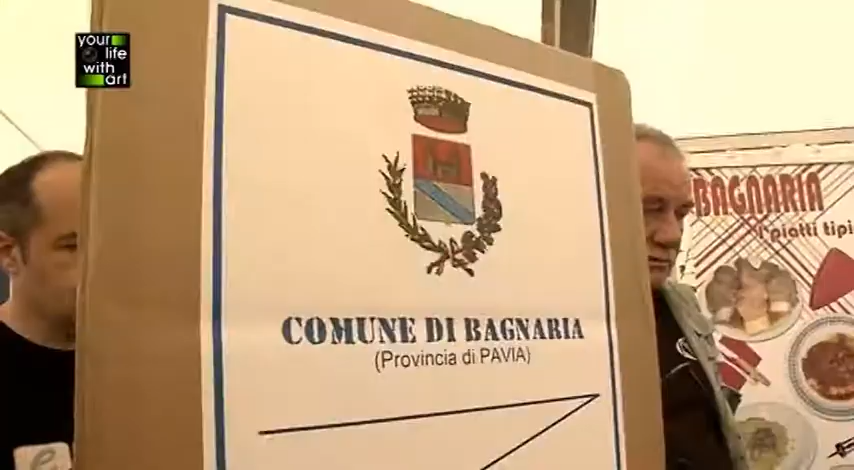 your
life
with
art
COMUNE DI BAGNARIA
(Provincia di PAVIA)
BAGNARIA
i piatti tipi
e